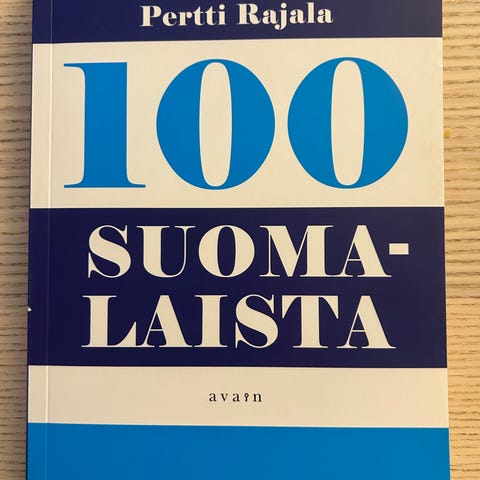 Pertti Rajala
100
SUOMA-
LAISTA
avain